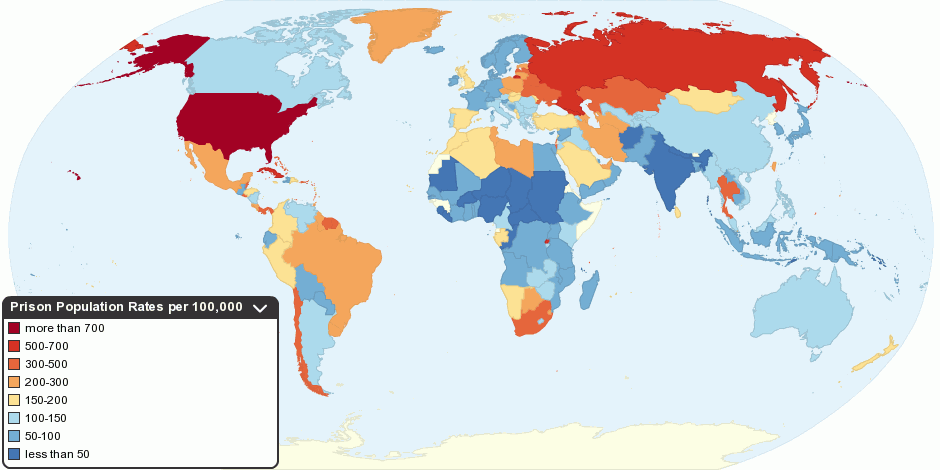 Prison Population Rates per 100,000
more than 700
500-700
300-500
200-300
150-200
100-150
50-100
less than 50